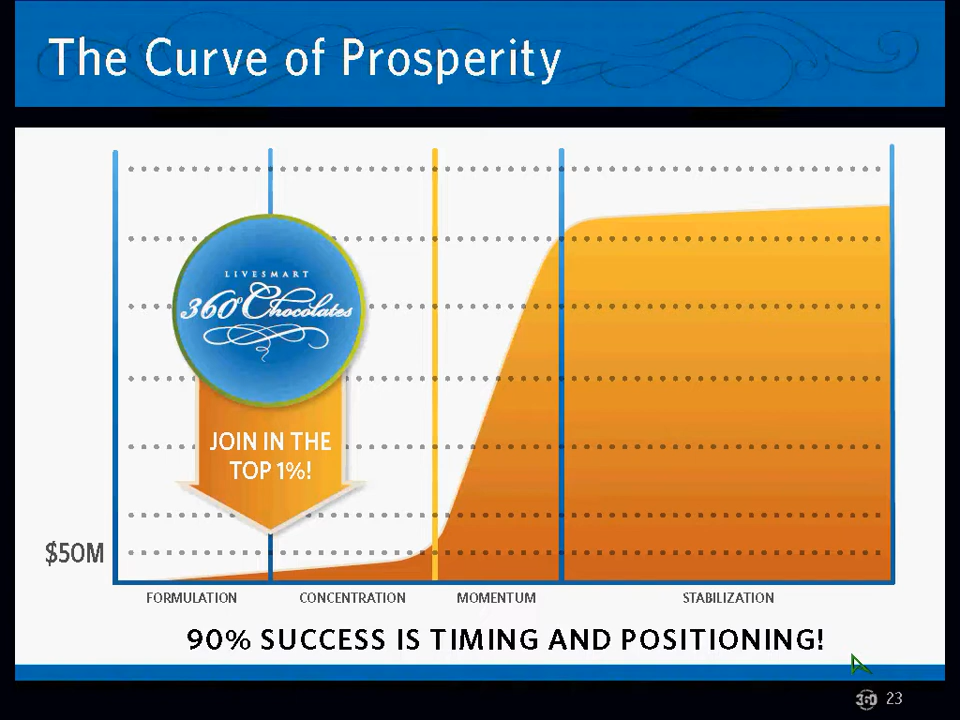 The Curve of Prosperity
LIVESMART
360° Chocolates
JOIN IN THE
TOP 1%!
$50M
FORMULATION CONCENTRATION MOMENTUM STABILIZATION
90% SUCCESS IS TIMING AND POSITIONING!
360 23